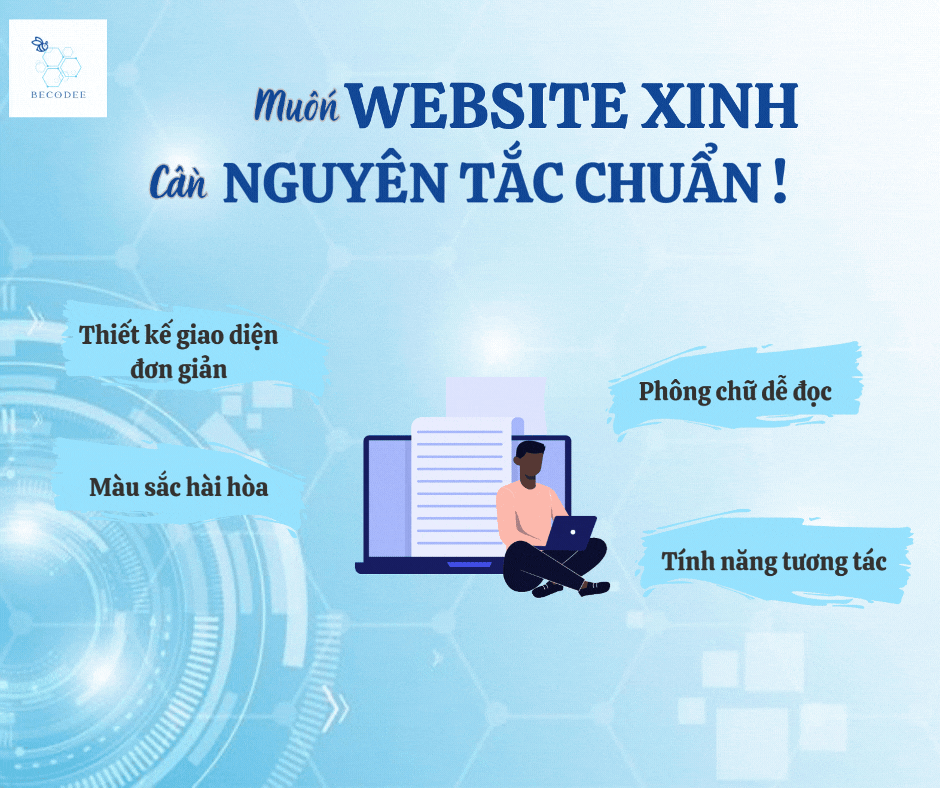 BECODEE
Muốn WEBSITE XINH
Cần NGUYÊN TẮC CHUẨN !
Thiết kế giao diện
đơn giản
Màu sắc hài hòa
Phông chữ dễ đọc
Tính năng tương tác